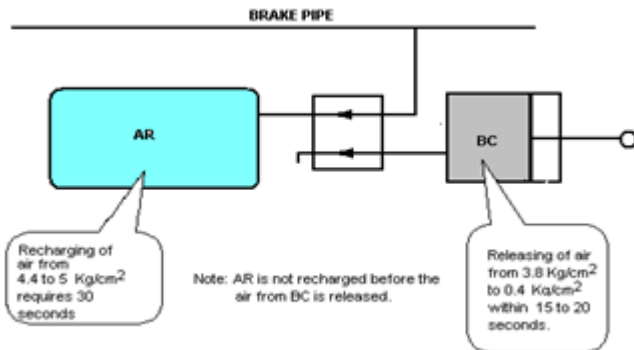 BRAKE PIPE
AR
BC
Recharging of
air from
4.4 to 5 Kg/cm²
requires 30
seconds
Note: AR is not recharged before the
air from BC is released.
Releasing of air
from 3.8 Kg/cm²
to 0.4 Kg/cm²
within 15 to 20
seconds.